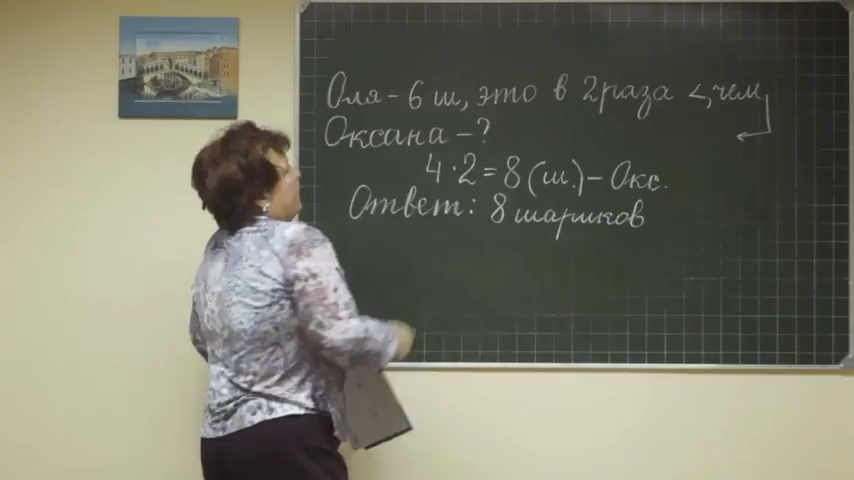 Оля - 6 ш, это в 2 раза <, чем
Оксана - ?
4 · 2 = 8 (ш.) - Окс.
Ответ: 8 шариков